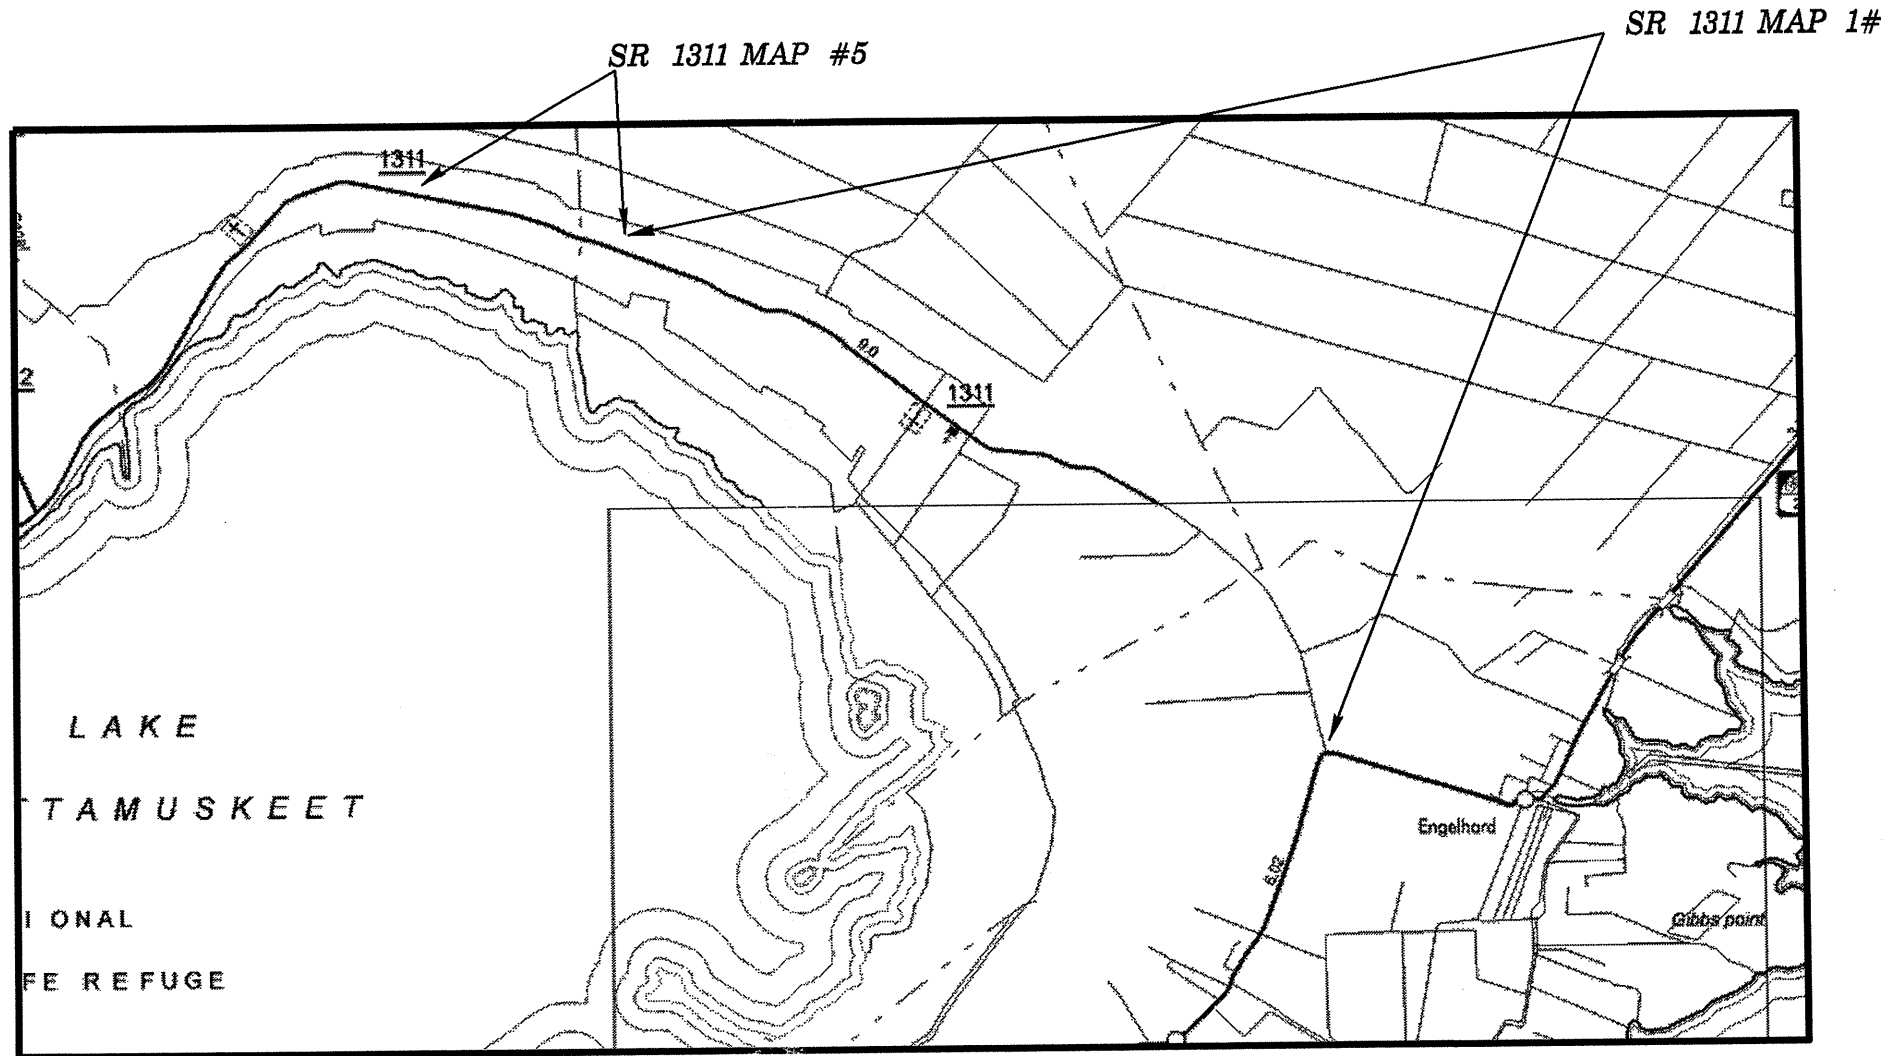 SR 1311 MAP 1#
SR 1311 MAP #5
1311
9.0
2
1311
LAKE
TTAMUSKEET
Engelhard
6.02
IONAL
Gibbs point
FE REFUGE